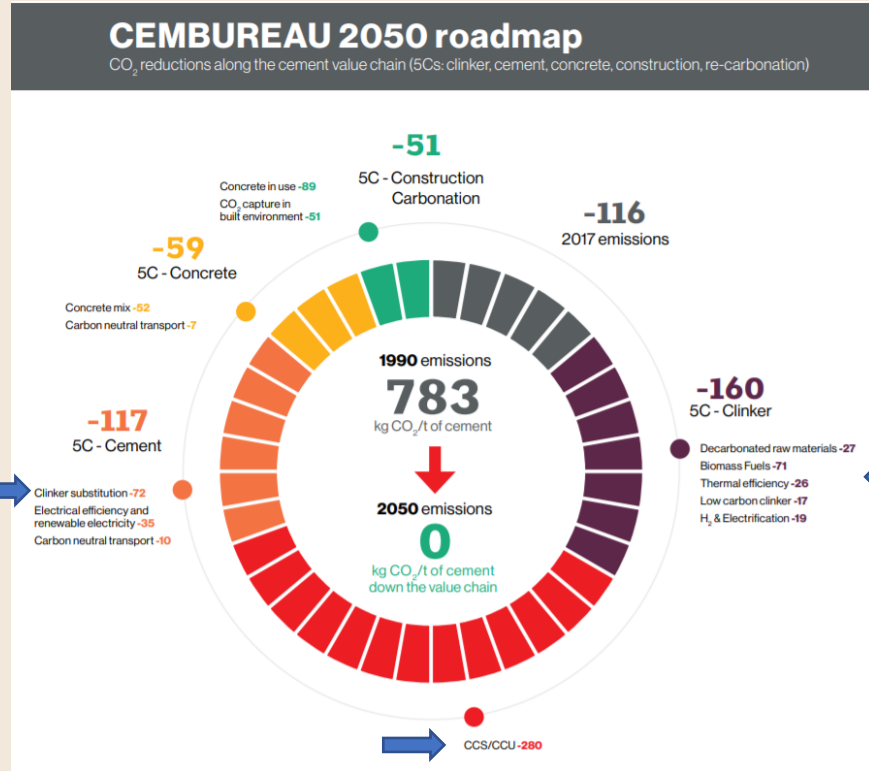 CEMBUREAU 2050 roadmap
CO₂ reductions along the cement value chain (5Cs: clinker, cement, concrete, construction, re-carbonation)
-51
5C - Construction
Carbonation
Concrete in use -89
CO₂ capture in
built environment -51
-116
2017 emissions
-59
5C - Concrete
Concrete mix -52
Carbon neutral transport -7
1990 emissions
783
kg CO₂/t of cement
2050 emissions
0
kg CO₂/t of cement
down the value chain
-160
5C - Clinker
Decarbonated raw materials -27
Biomass Fuels -71
Thermal efficiency -26
Low carbon clinker -17
H₂ & Electrification -19
-117
5C - Cement
Clinker substitution -72
Electrical efficiency and
renewable electricity -35
Carbon neutral transport -10
CCS/CCU -280